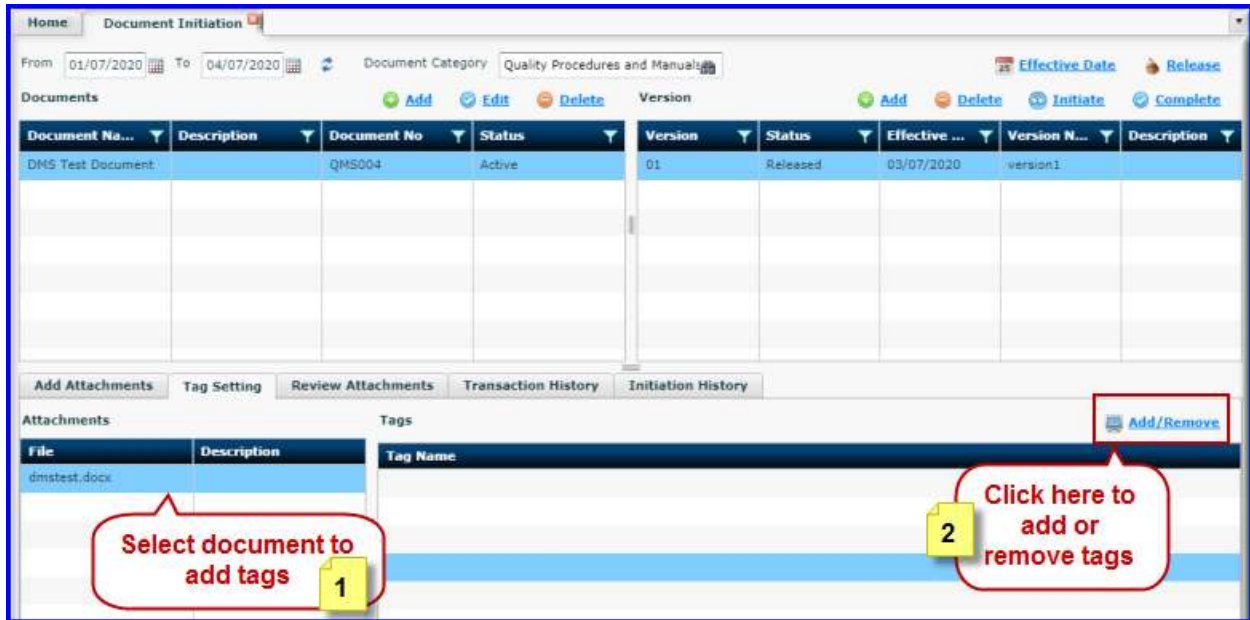 Home Document Initiation
From 01/07/2020 To 04/07/2020 Document Category Quality Procedures and Manuals Effective Date Release
Documents Add Edit Delete Version Add Delete Initiate Complete
Document Na... Description Document No Status Version Status Effective ... Version N... Description
DMS Test Document QMS004 Active 01 Released 03/07/2020 version1
Add Attachments Tag Setting Review Attachments Transaction History Initiation History
Attachments Tags Add/Remove
File Description Tag Name
dmstest.docx
Select document to
add tags
1
Click here to
add or
remove tags
2